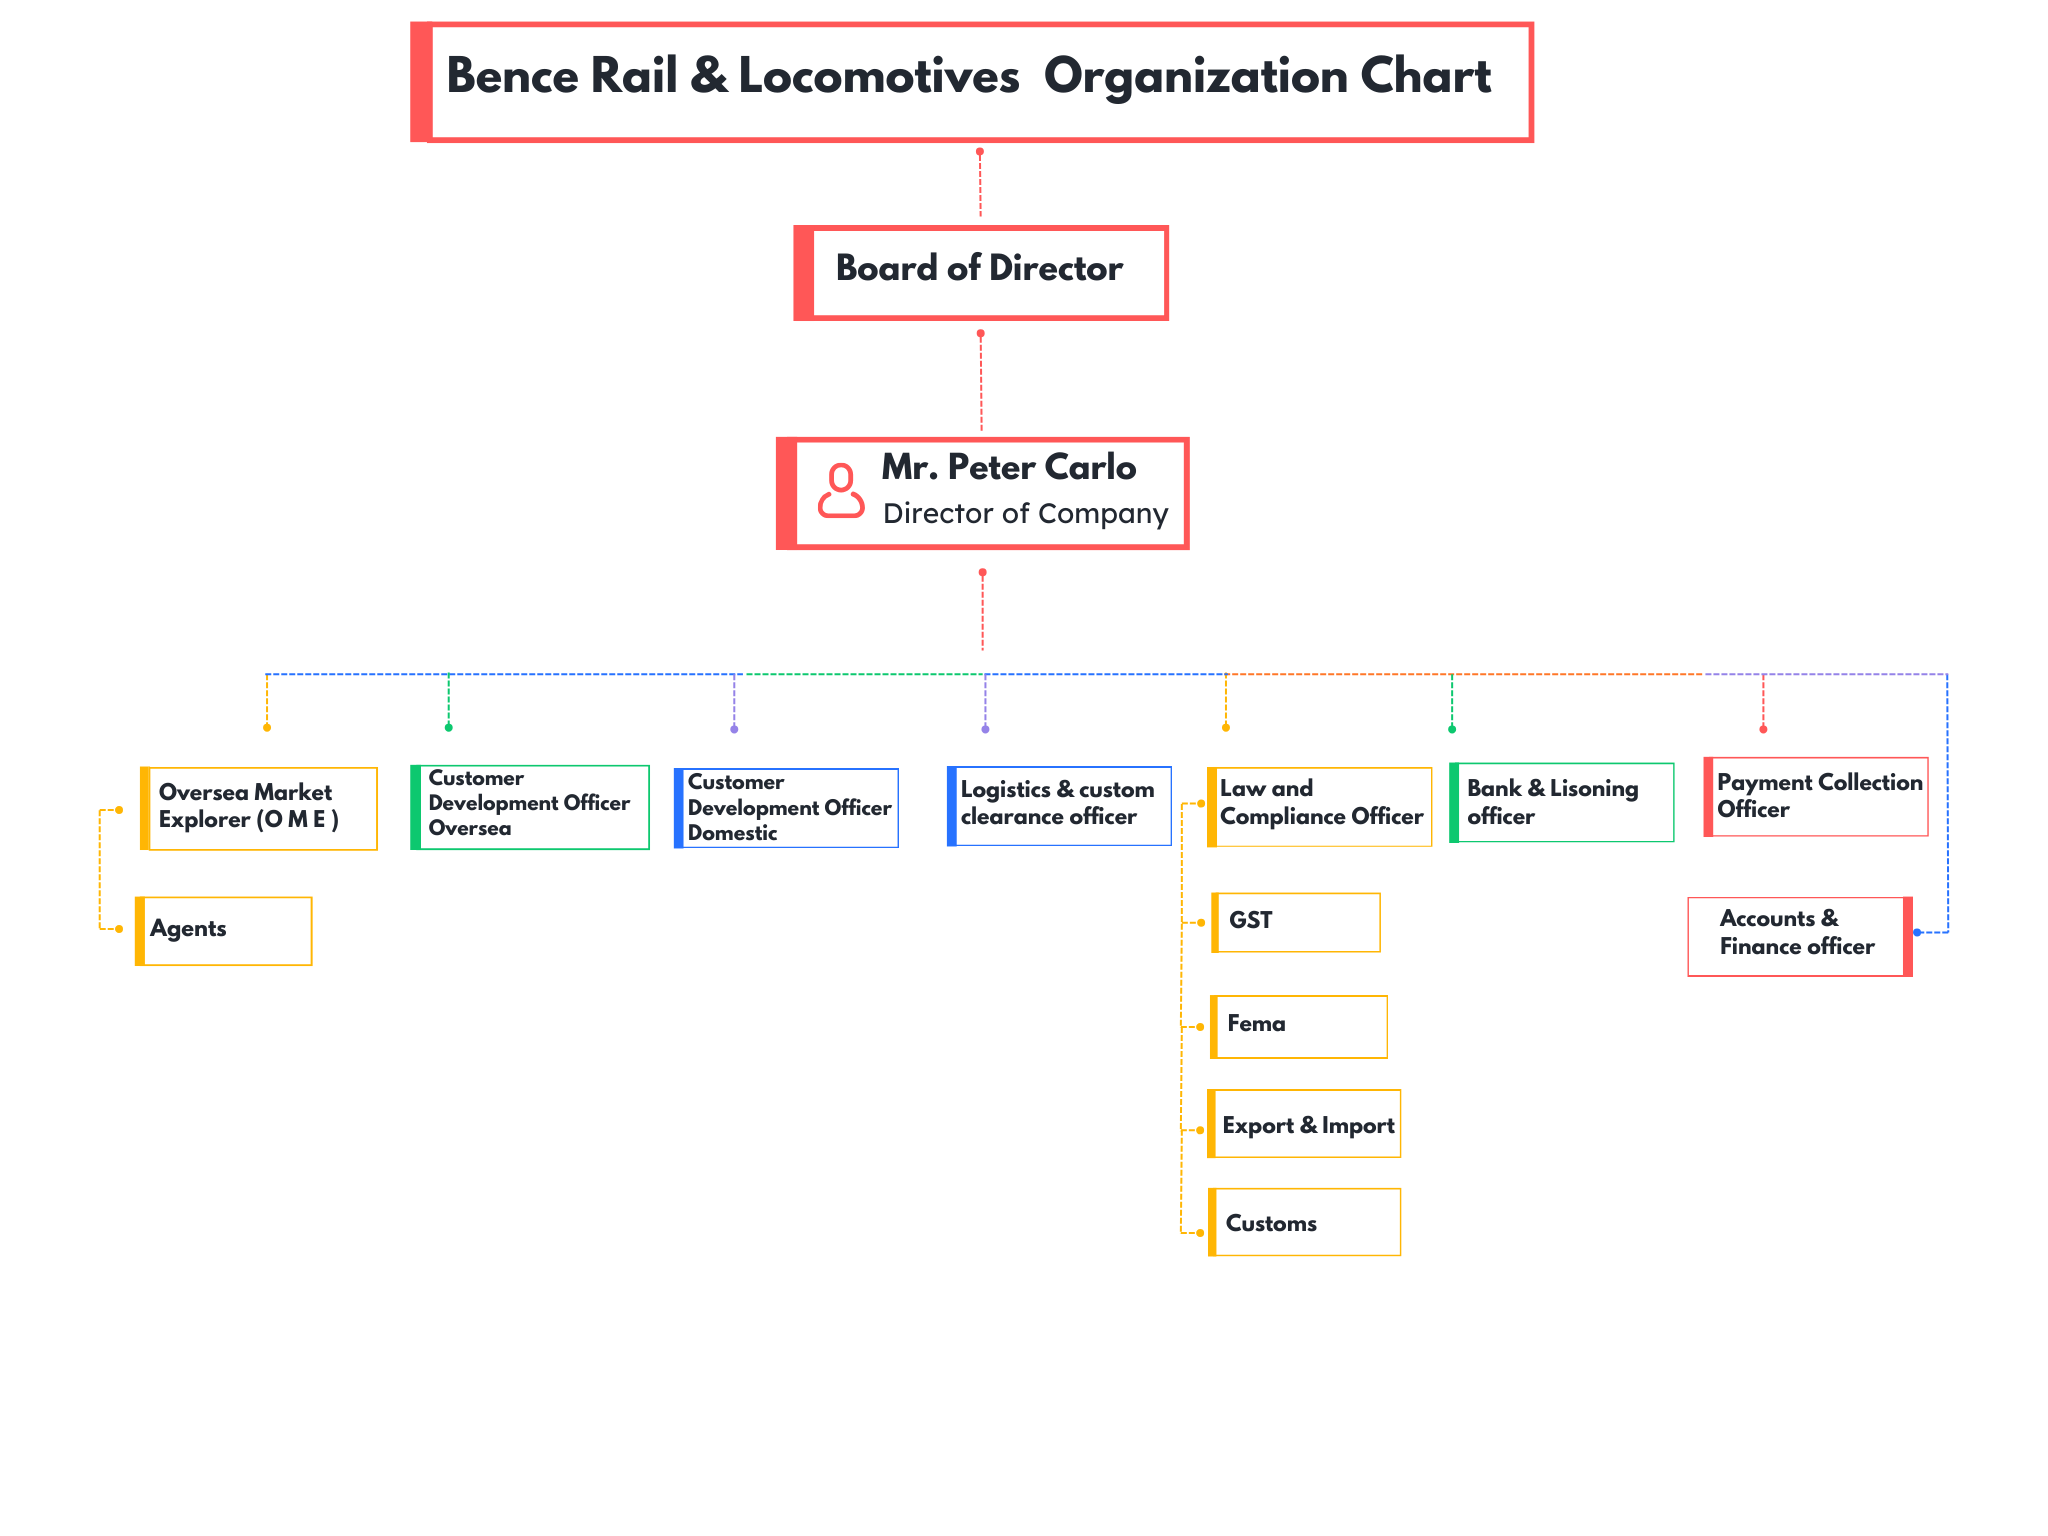 Bence Rail & Locomotives Organization Chart
Board of Director
Mr. Peter Carlo
Director of Company
Oversea Market
Explorer (O M E )
Customer
Development Officer
Oversea
Customer
Development Officer
Domestic
Logistics & custom
clearance officer
Law and
Compliance Officer
Bank & Lisoning
officer
Payment Collection
Officer
Agents
GST
Accounts &
Finance officer
Fema
Export & Import
Customs